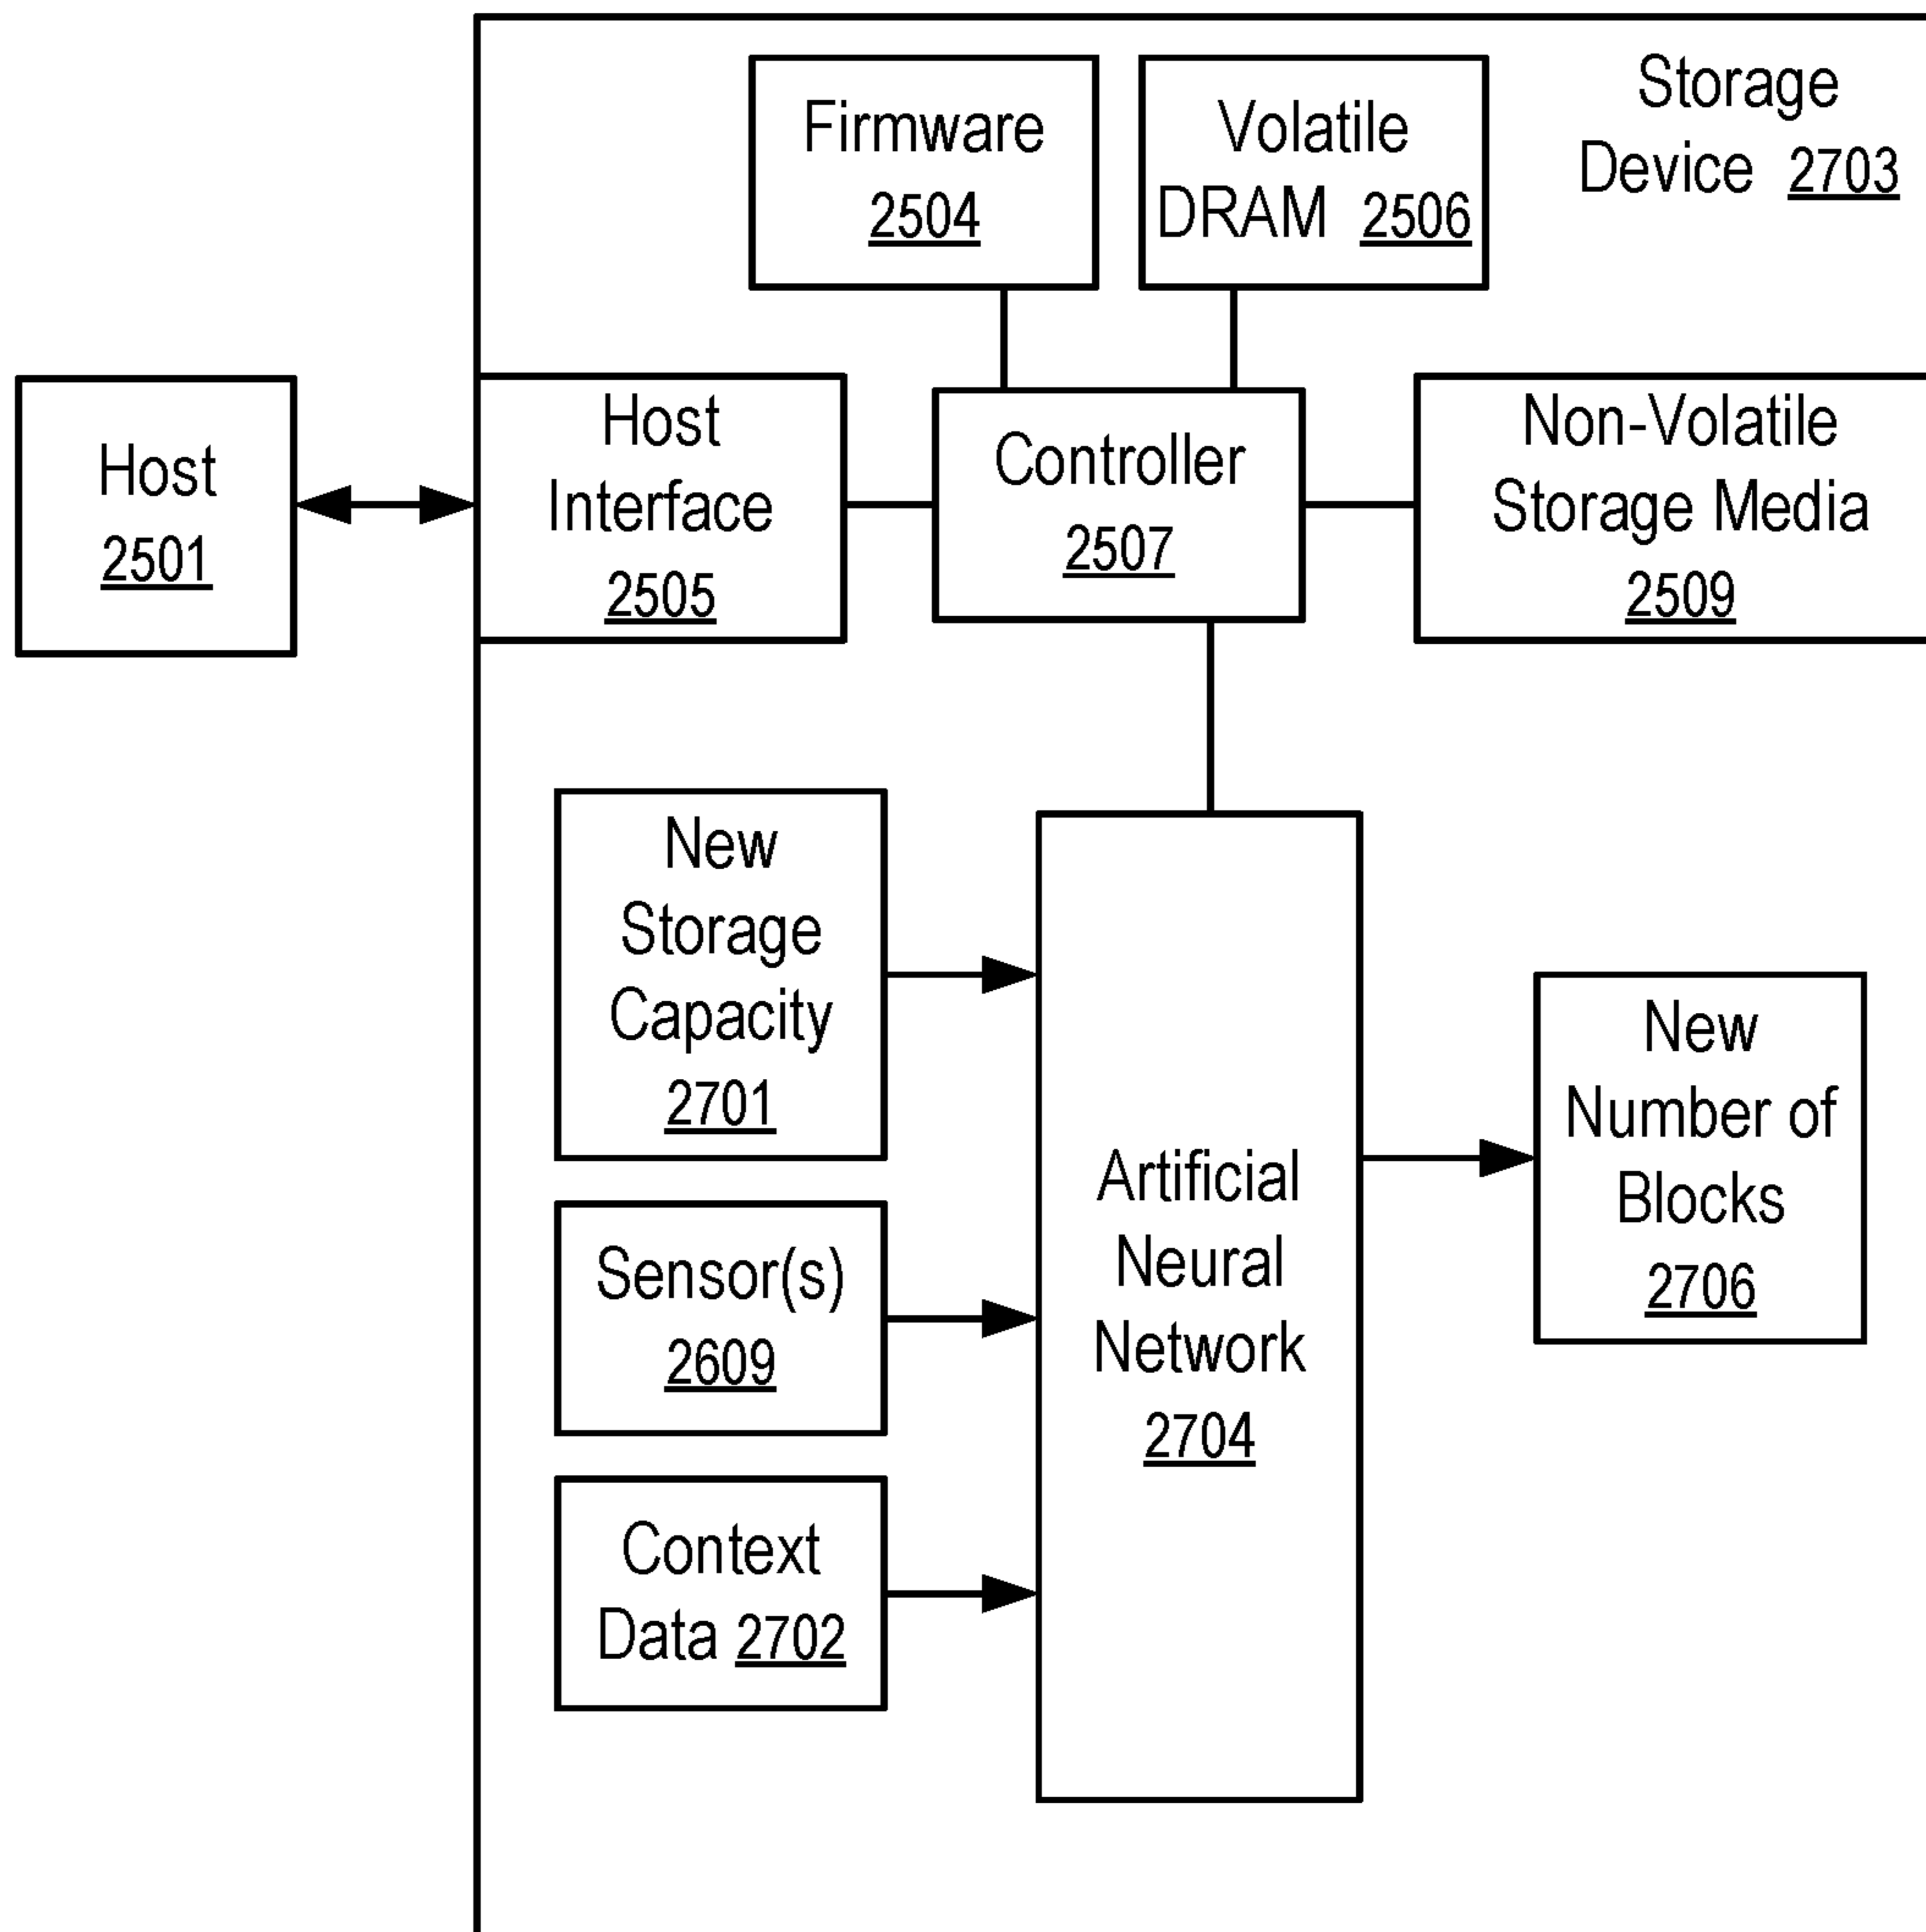 Storage
Device 2703
Firmware
2504
Volatile
DRAM 2506
Host
2501
Host
Interface
2505
Controller
2507
Non-Volatile
Storage Media
2509
New
Storage
Capacity
2701
Sensor(s)
2609
Context
Data 2702
Artificial
Neural
Network
2704
New
Number of
Blocks
2706